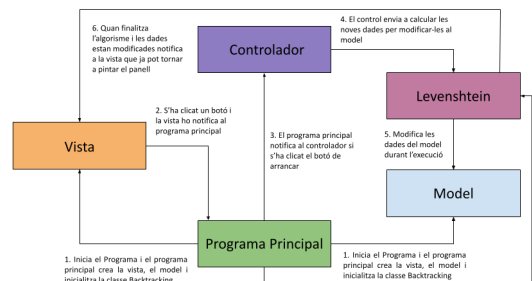 6. Quan finalitza
l'algorisme i les dades
estan modificades notifica
a la vista que ja pot tornar
a pintar el panell
Controlador
4. El control envia a calcular les
noves dades per modificar-les al
model
Levenshtein
2. S'ha clicat un botó i
la vista ho notifica al
programa principal
Vista
3. El programa principal
notifica al controlador si
s'ha clicat el botó de
arrancar
5. Modifica les
dades del model
durant l'execució
Model
Programa Principal
1. Inicia el Programa i el programa
principal crea la vista, el model i
inicialitza la classe Backtracking
1. Inicia el Programa i el programa
principal crea la vista, el model i
inicialitza la classe Backtracking